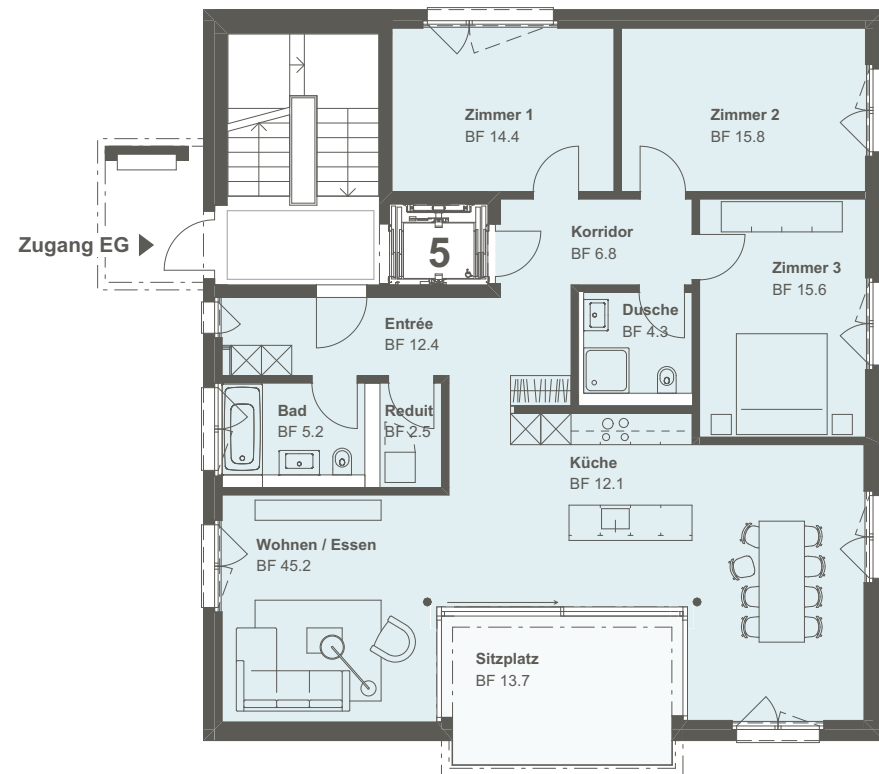 Zimmer 1
BF 14.4
Zimmer 2
BF 15.8
Zugang EG
5
Korridor
BF 6.8
Zimmer 3
BF 15.6
Entrée
BF 12.4
Dusche
BF 4.3
Bad
BF 5.2
Reduit
BF 2.5
Küche
BF 12.1
Wohnen / Essen
BF 45.2
Sitzplatz
BF 13.7